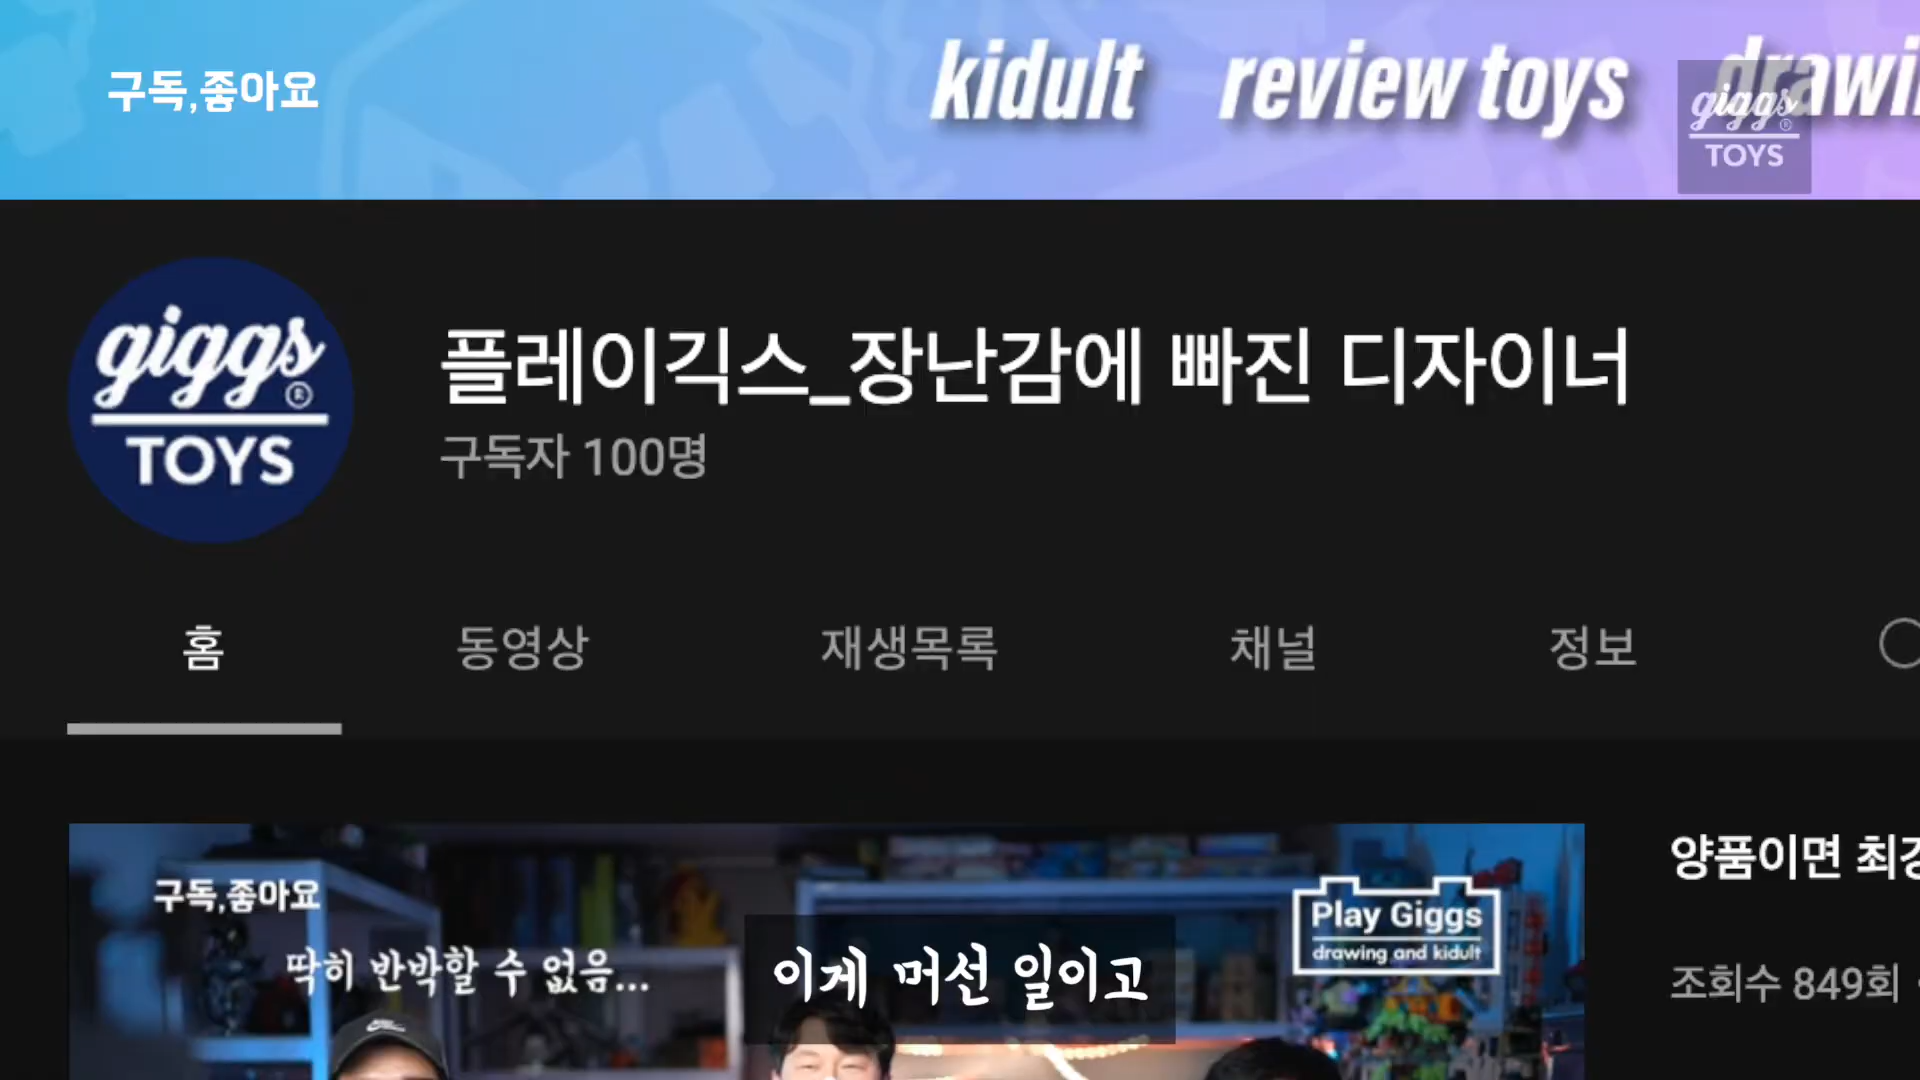 구독,좋아요
kidult review toys
giggs®
TOYS
giggs®
TOYS
플레이긱스_장난감에 빠진 디자이너
구독자 100명
홈 동영상 재생목록 채널 정보
구독,좋아요
딱히 반박할 수 없음...
이게 머선 일이고
Play Giggs
drawing and kidult
양품이면
조회수 849회